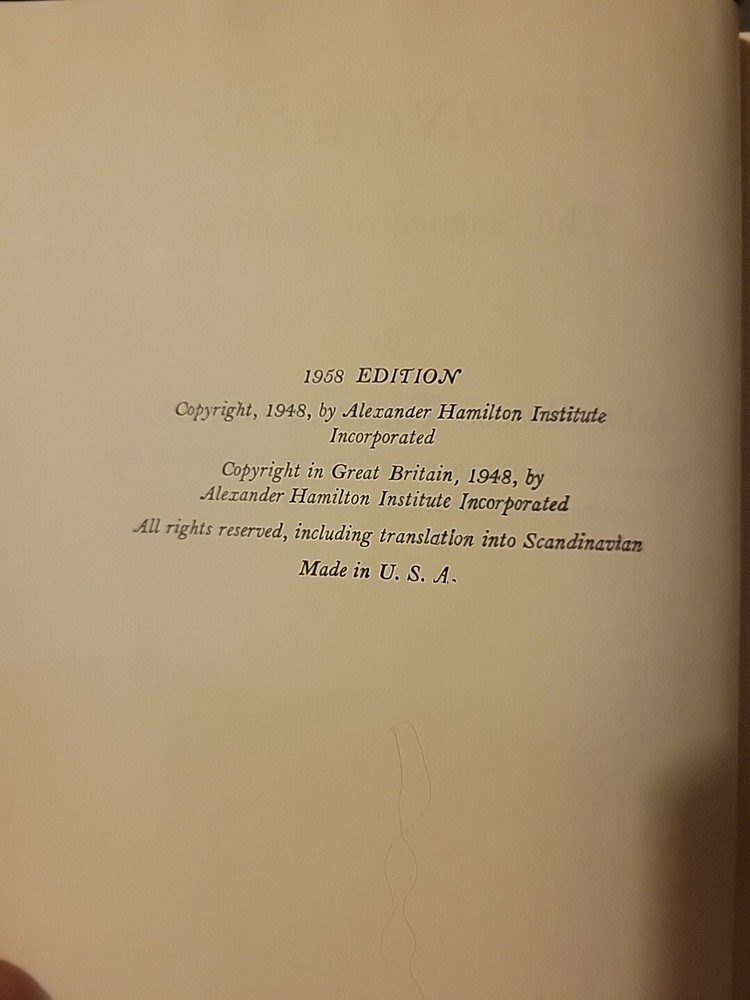 1958 EDITION
Copyright, 1948, by Alexander Hamilton Institute
Incorporated
Copyright in Great Britain, 1948, by
Alexander Hamilton Institute Incorporated
All rights reserved, including translation into Scandinavian
Made in U. S. A.